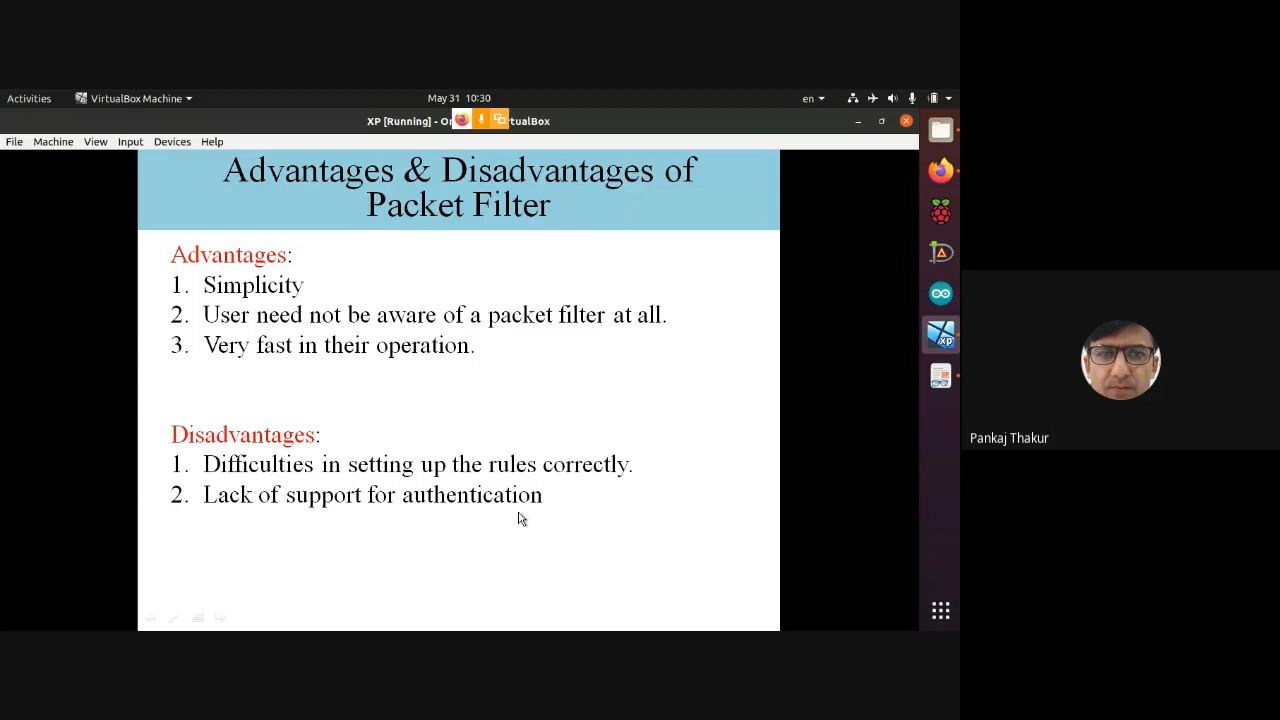 Activities
VirtualBox Machine
May 31 10:30
en
XP [Running] - Or
rtualBox
File Machine View Input Devices Help
Advantages & Disadvantages of
Packet Filter
Advantages:
1. Simplicity
2. User need not be aware of a packet filter at all.
3. Very fast in their operation.
Disadvantages:
1. Difficulties in setting up the rules correctly.
2. Lack of support for authentication
xp
Pankaj Thakur